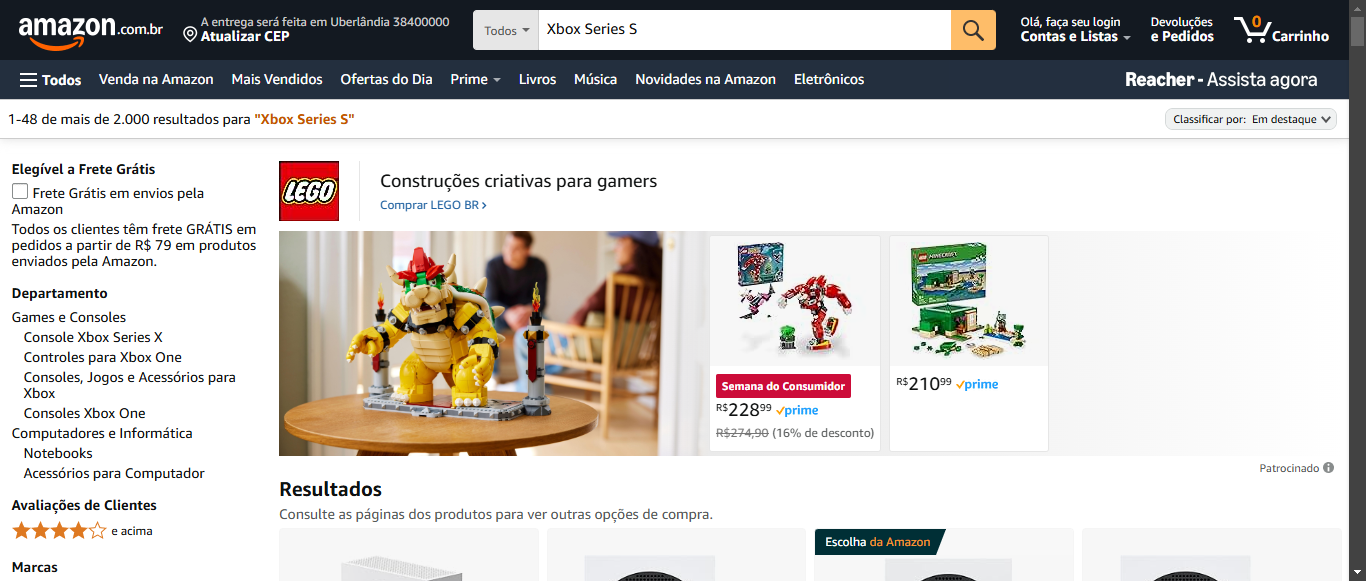 amazon.com.br
A entrega será feita em Uberlândia 38400000
Atualizar CEP
Todos
Xbox Series S
Olá, faça seu login
Contas e Listas
Devoluções
e Pedidos
0
Carrinho
Todos
Venda na Amazon
Mais Vendidos
Ofertas do Dia
Prime
Livros
Música
Novidades na Amazon
Eletrônicos
Reacher - Assista agora
1-48 de mais de 2.000 resultados para "Xbox Series S"
Classificar por: Em destaque
Elegível a Frete Grátis
Frete Grátis em envios pela
Amazon
Todos os clientes têm frete GRÁTIS em
pedidos a partir de R$ 79 em produtos
enviados pela Amazon.
Departamento
Games e Consoles
Console Xbox Series X
Controles para Xbox One
Consoles, Jogos e Acessórios para
Xbox
Consoles Xbox One
Computadores e Informática
Notebooks
Acessórios para Computador
Avaliações de Clientes
e acima
Marcas
LEGO
Construções criativas para gamers
Comprar LEGO BR ›
Semana do Consumidor
R$22899 prime
R$274,90 (16% de desconto)
MINECRAFT
R$21099 prime
Patrocinado
Resultados
Consulte as páginas dos produtos para ver outras opções de compra.
Escolha da Amazon